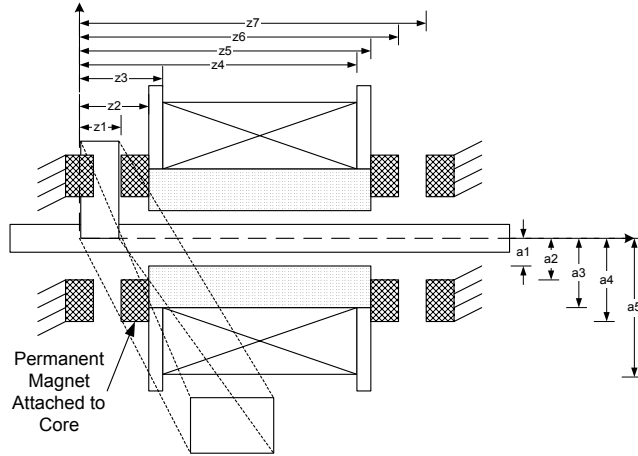 z7
z6
z5
z4
z3
z2
z1
a1
a2
a3
a4
a5
Permanent
Magnet
Attached to
Core